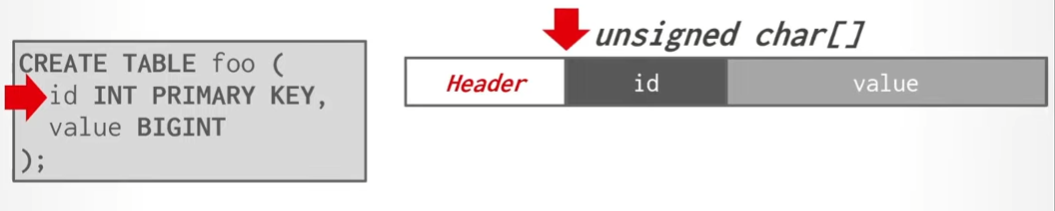 CREATE TABLE foo (
id INT PRIMARY KEY,
value BIGINT
);
unsigned char[]
Header id value